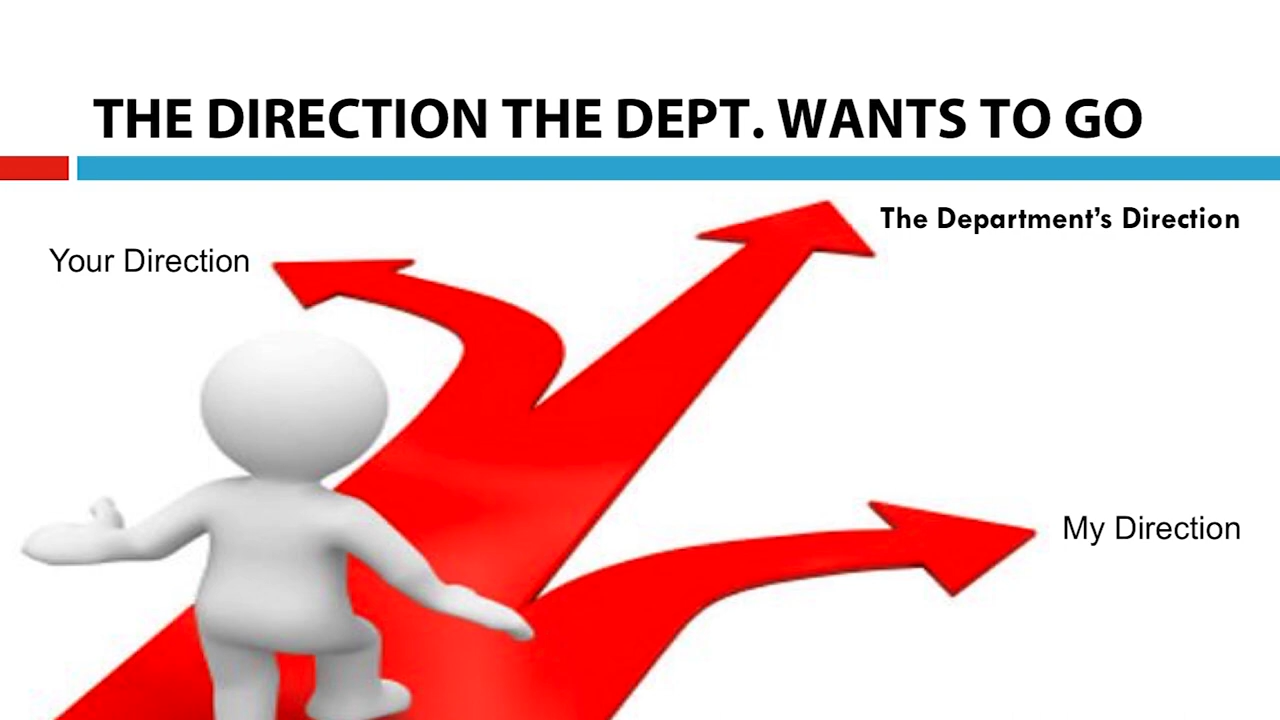 THE DIRECTION THE DEPT. WANTS TO GO
The Department’s Direction
Your Direction
My Direction